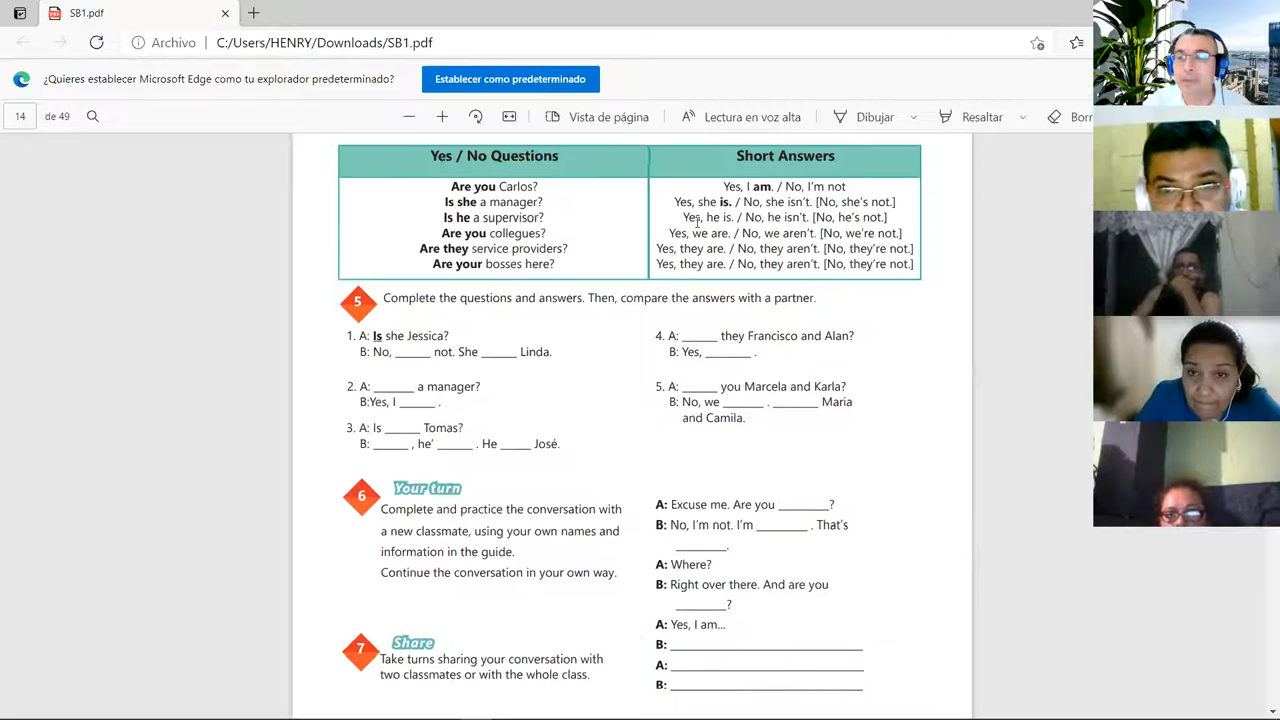 SB1.pdf
Archivo C:/Users/HENRY/Downloads/SB1.pdf
¿Quieres establecer Microsoft Edge como tu explorador predeterminado? Establecer como predeterminado
14 de 49 Vista de página Lectura en voz alta Dibujar Resaltar Borr
Yes / No Questions
Are you Carlos?
Is she a manager?
Is he a supervisor?
Are you collegues?
Are they service providers?
Are your bosses here?
Short Answers
Yes, I am. / No, I'm not
Yes, she is. / No, she isn't. [No, she's not.]
Yes, he is. / No, he isn't. [No, he's not.]
Yes, we are. / No, we aren't. [No, we're not.]
Yes, they are. / No, they aren't. [No, they're not.]
Yes, they are. / No, they aren't. [No, they're not.]
5 Complete the questions and answers. Then, compare the answers with a partner.
1. A: Is she Jessica?
B: No, ______ not. She ______ Linda.
2. A: _______ a manager?
B:Yes, I ______ .
3. A: Is ______ Tomas?
B: ______ , he' ______ . He _____ José.
4. A: ______ they Francisco and Alan?
B: Yes, ________ .
5. A: ______ you Marcela and Karla?
B: No, we _______ . _______ Maria
and Camila.
6 Your turn
Complete and practice the conversation with
a new classmate, using your own names and
information in the guide.
Continue the conversation in your own way.
A: Excuse me. Are you ________?
B: No, I'm not. I'm ________ . That's
________.
A: Where?
B: Right over there. And are you
________?
A: Yes, I am...
B: ______________________________
A: ______________________________
B: ______________________________
7 Share
Take turns sharing your conversation with
two classmates or with the whole class.